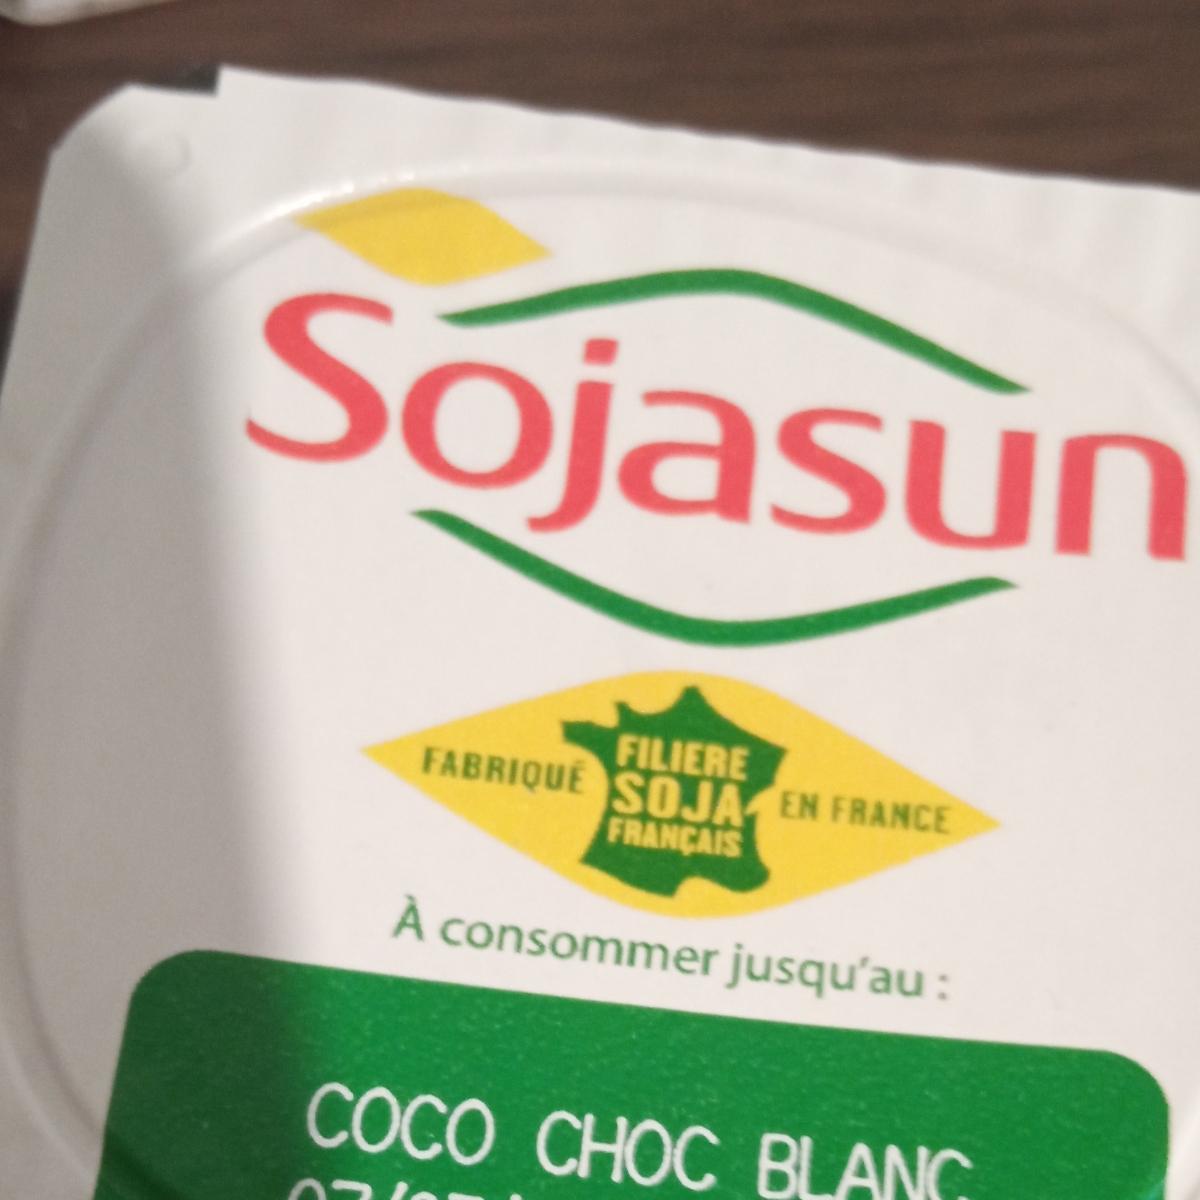 Sojasun
FABRIQUÉ
FILIERE
SOJA
FRANÇAIS
EN FRANCE
À consommer jusqu'au :
COCO CHOC BLANC